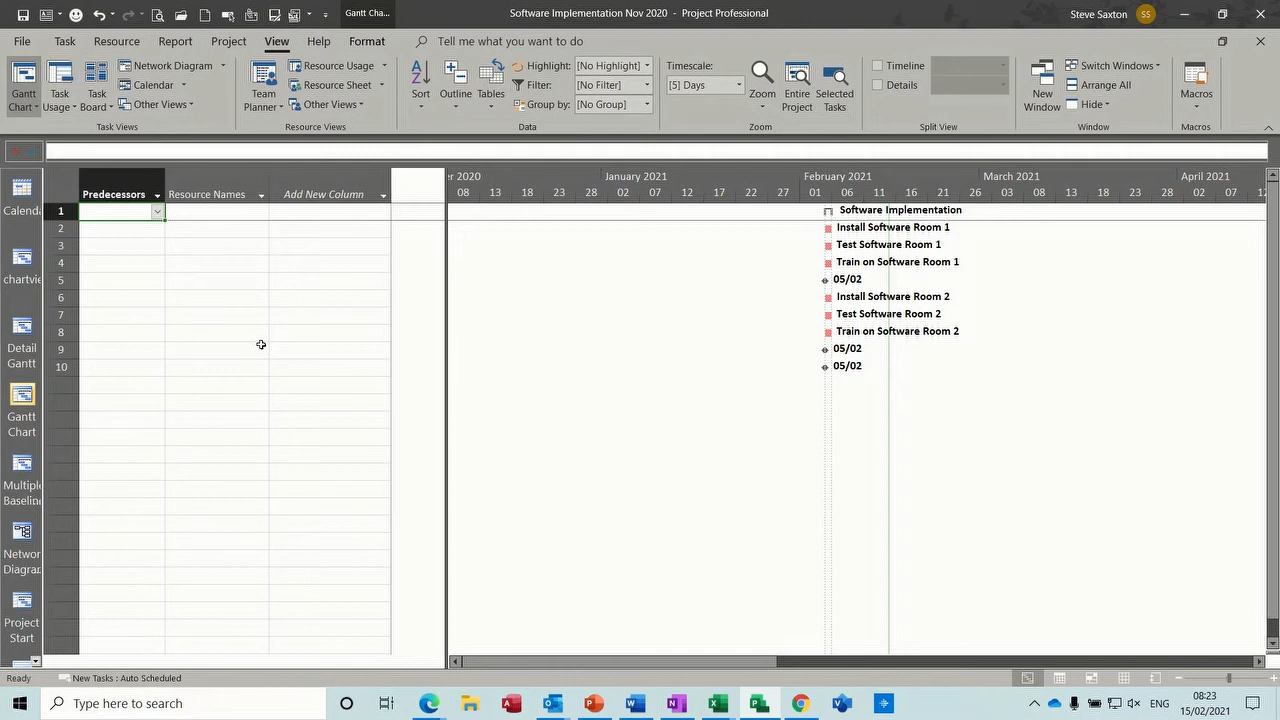 Gantt Cha...
Software Implementation Nov 2020 - Project Professional
Steve Saxton
SS
File Task Resource Report Project View Help Format Tell me what you want to do
Gantt Chart
Task Usage
Task Board
Network Diagram
Calendar
Other Views
Task Views
Team Planner
Resource Usage
Resource Sheet
Other Views
Resource Views
Sort
Outline
Tables
Highlight: [No Highlight]
Filter: [No Filter]
Group by: [No Group]
Data
Timescale:
[5] Days
Zoom
Entire Project
Selected Tasks
Zoom
Timeline
Details
Split View
New Window
Switch Windows
Arrange All
Hide
Window
Macros
Macros
Predecessors Resource Names Add New Column
er 2020 January 2021 February 2021 March 2021 April 2021
08 13 18 23 28 02 07 12 17 22 27 01 06 11 16 21 26 03 08 13 18 23 28 02 07 12
1 Software Implementation
2 Install Software Room 1
3 Test Software Room 1
4 Train on Software Room 1
5 05/02
6 Install Software Room 2
7 Test Software Room 2
8 Train on Software Room 2
9 05/02
10 05/02
Calenda
chartvie
Detail
Gantt
Gantt
Chart
Multiple
Baseline
Network
Diagra
Project
Start
Ready New Tasks : Auto Scheduled
Type here to search
ENG
08:23
15/02/2021